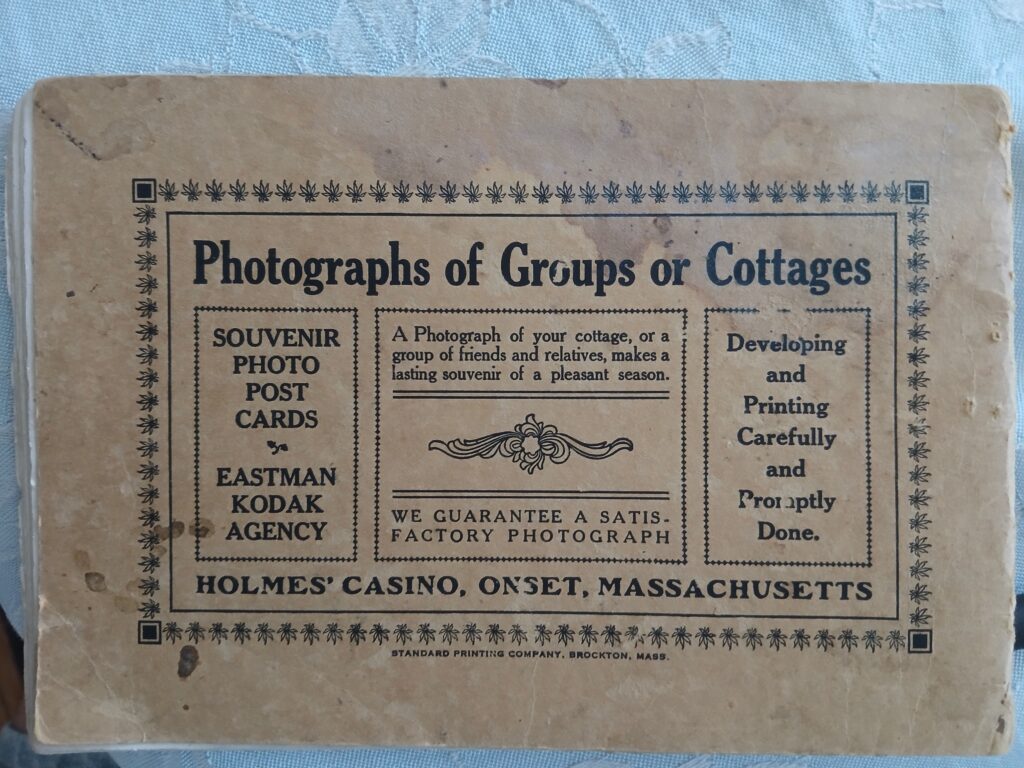 Photographs of Groups or Cottages
SOUVENIR
PHOTO
POST
CARDS
EASTMAN
KODAK
AGENCY
A Photograph of your cottage, or a
group of friends and relatives, makes a
lasting souvenir of a pleasant season.
WE GUARANTEE A SATIS-
FACTORY PHOTOGRAPH
Developing
and
Printing
Carefully
and
Promptly
Done.
HOLMES' CASINO, ONSET, MASSACHUSETTS
STANDARD PRINTING COMPANY, BROCKTON, MASS.